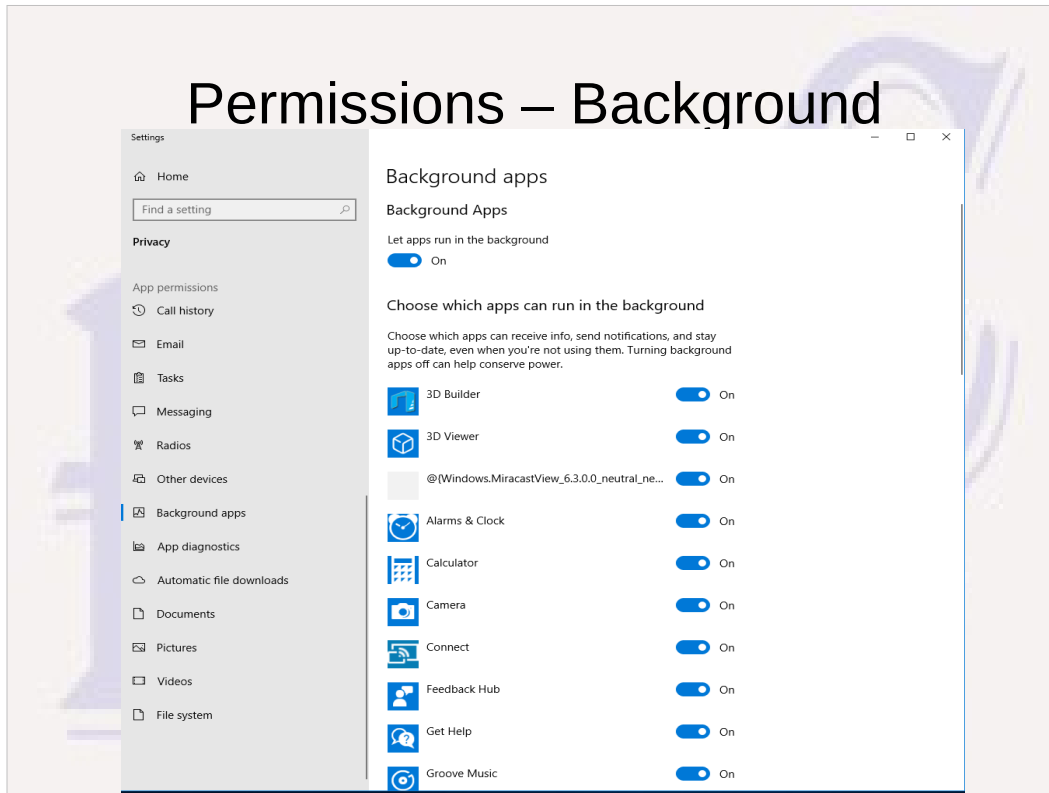 Permissions – Background
Settings
Home
Find a setting
Privacy
App permissions
Call history
Email
Tasks
Messaging
Radios
Other devices
Background apps
App diagnostics
Automatic file downloads
Documents
Pictures
Videos
File system
Background apps
Background Apps
Let apps run in the background
On
Choose which apps can run in the background
Choose which apps can receive info, send notifications, and stay
up-to-date, even when you're not using them. Turning background
apps off can help conserve power.
3D Builder On
3D Viewer On
@{Windows.MiracastView_6.3.0.0_neutral_ne... On
Alarms & Clock On
Calculator On
Camera On
Connect On
Feedback Hub On
Get Help On
Groove Music On